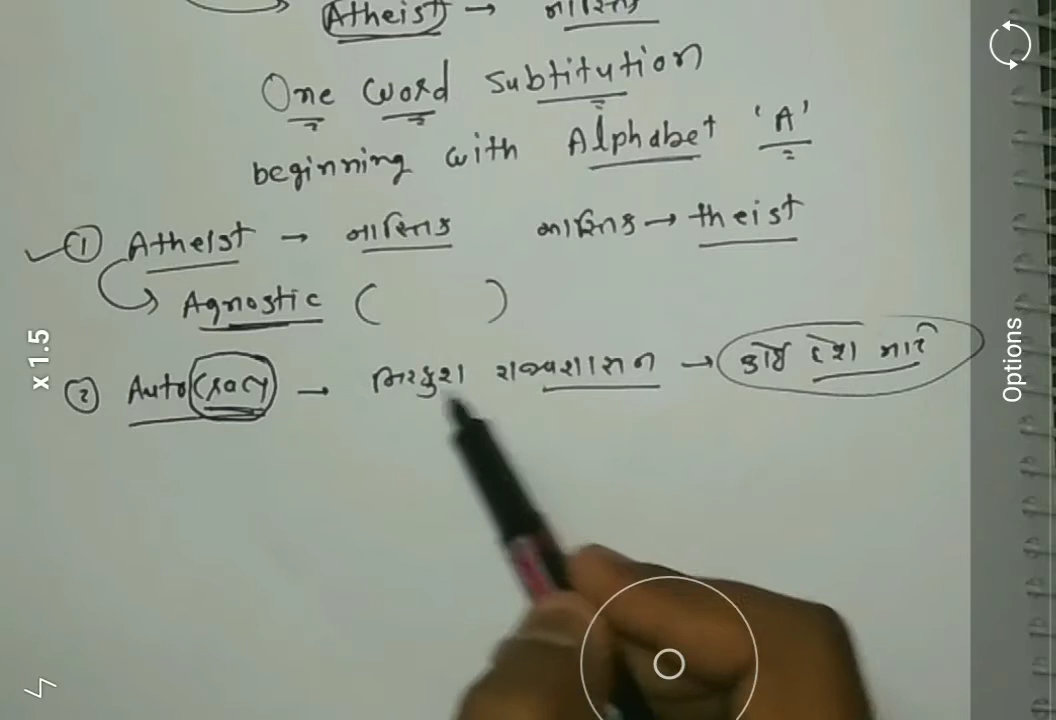 Atheist → નાસ્તિક
One word subtitution
beginning with Alphabet 'A'
① Atheist → નાસ્તિક આસ્તિક → theist
Agnostic ( )
② Autocracy → નિરંકુશ રાજ્યશાસન → કોઈ દેશ માટે
x 1.5
Options